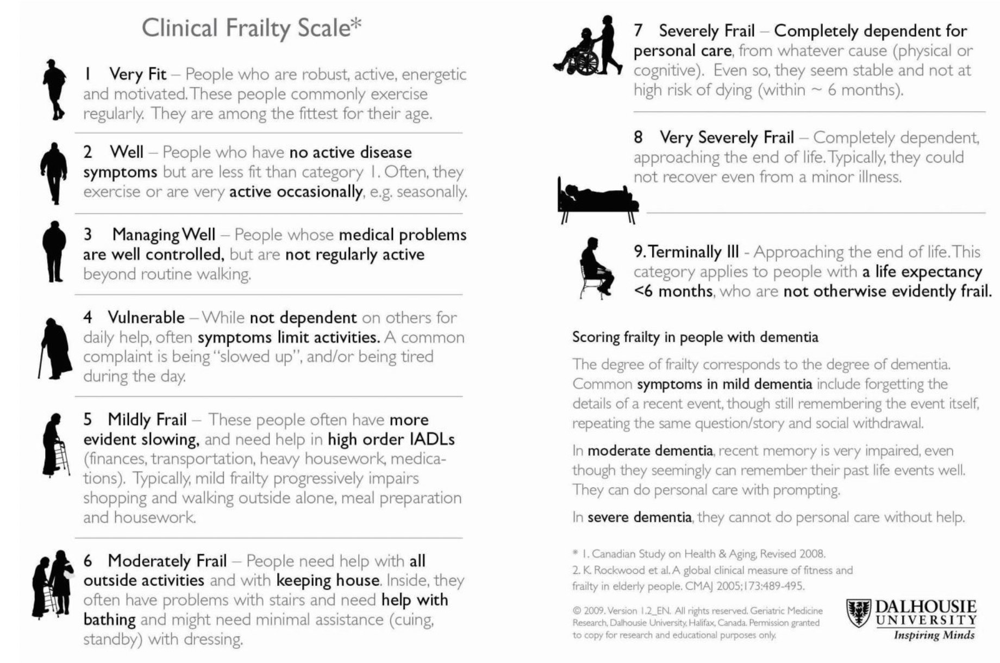 Clinical Frailty Scale*
1 Very Fit – People who are robust, active, energetic
and motivated. These people commonly exercise
regularly. They are among the fittest for their age.
2 Well – People who have no active disease
symptoms but are less fit than category 1. Often, they
exercise or are very active occasionally, e.g. seasonally.
3 Managing Well – People whose medical problems
are well controlled, but are not regularly active
beyond routine walking.
4 Vulnerable – While not dependent on others for
daily help, often symptoms limit activities. A common
complaint is being “slowed up”, and/or being tired
during the day.
5 Mildly Frail – These people often have more
evident slowing, and need help in high order IADLs
(finances, transportation, heavy housework, medica-
tions). Typically, mild frailty progressively impairs
shopping and walking outside alone, meal preparation
and housework.
6 Moderately Frail – People need help with all
outside activities and with keeping house. Inside, they
often have problems with stairs and need help with
bathing and might need minimal assistance (cuing,
standby) with dressing.
7 Severely Frail – Completely dependent for
personal care, from whatever cause (physical or
cognitive). Even so, they seem stable and not at
high risk of dying (within ~ 6 months).
8 Very Severely Frail – Completely dependent,
approaching the end of life. Typically, they could
not recover even from a minor illness.
9. Terminally Ill - Approaching the end of life. This
category applies to people with a life expectancy
<6 months, who are not otherwise evidently frail.
Scoring frailty in people with dementia
The degree of frailty corresponds to the degree of dementia.
Common symptoms in mild dementia include forgetting the
details of a recent event, though still remembering the event itself,
repeating the same question/story and social withdrawal.
In moderate dementia, recent memory is very impaired, even
though they seemingly can remember their past life events well.
They can do personal care with prompting.
In severe dementia, they cannot do personal care without help.
* 1. Canadian Study on Health & Aging, Revised 2008.
2. K. Rockwood et al. A global clinical measure of fitness and
frailty in elderly people. CMAJ 2005;173:489-495.
© 2009. Version 1.2_EN. All rights reserved. Geriatric Medicine
Research, Dalhousie University, Halifax, Canada. Permission granted
to copy for research and educational purposes only.
DALHOUSIE
UNIVERSITY
Inspiring Minds